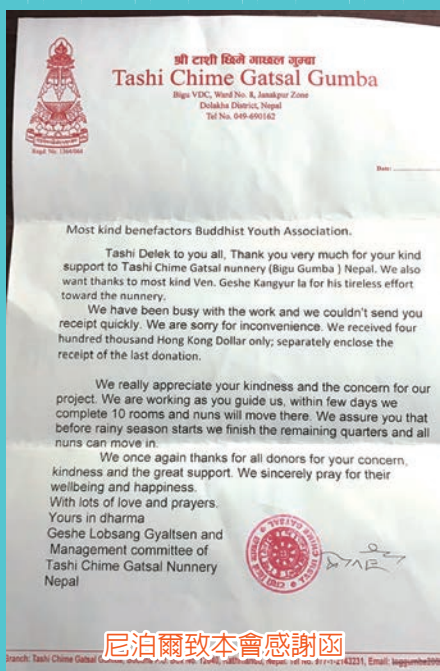 श्री टाशी छिमे गाछल गुम्बा
Tashi Chime Gatsal Gumba
Bigu VDC, Ward No. 8, Janakpur Zone
Dolakha District, Nepal
Tel No. 049-690162
Regd. No. 1364/064
Date:
Most kind benefactors Buddhist Youth Association.
Tashi Delek to you all, Thank you very much for your kind
support to Tashi Chime Gatsal nunnery (Bigu Gumba ) Nepal. We also
want thanks to most kind Ven. Geshe Kangyur la for his tireless effort
toward the nunnery.
We have been busy with the work and we couldn't send you
receipt quickly. We are sorry for inconvenience. We received four
hundred thousand Hong Kong Dollar only; separately enclose the
receipt of the last donation.
We really appreciate your kindness and the concern for our
project. We are working as you guide us, within few days we
complete 10 rooms and nuns will move there. We assure you that
before rainy season starts we finish the remaining quarters and all
nuns can move in.
We once again thanks for all donors for your concern,
kindness and the great support. We sincerely pray for their
wellbeing and happiness.
With lots of love and prayers.
Yours in dharma
Geshe Lobsang Gyaltsen and
Management committee of
Tashi Chime Gatsal Nunnery
Nepal
Branch: Tashi Chime Gatsal
Email:
尼泊爾致本會感謝函